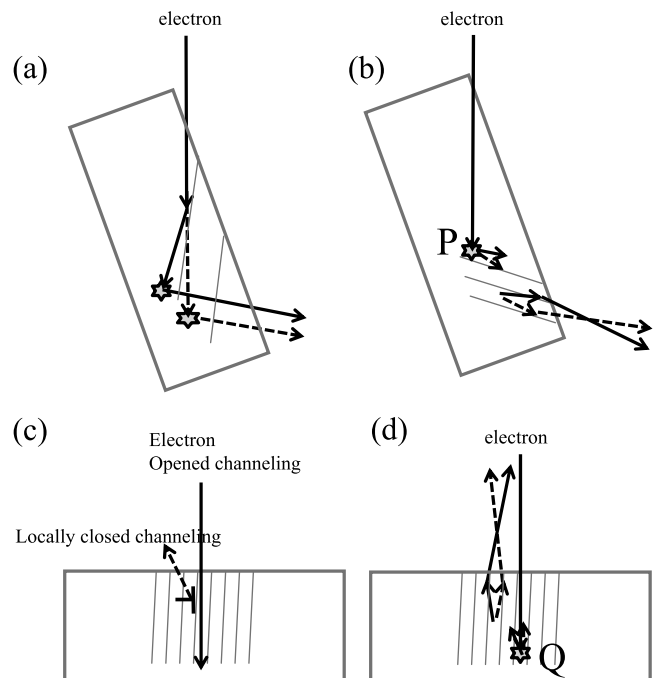 electron
(a)
electron
(b)
P
(c)
Electron
Opened channeling
Locally closed channeling
(d)
electron
Q